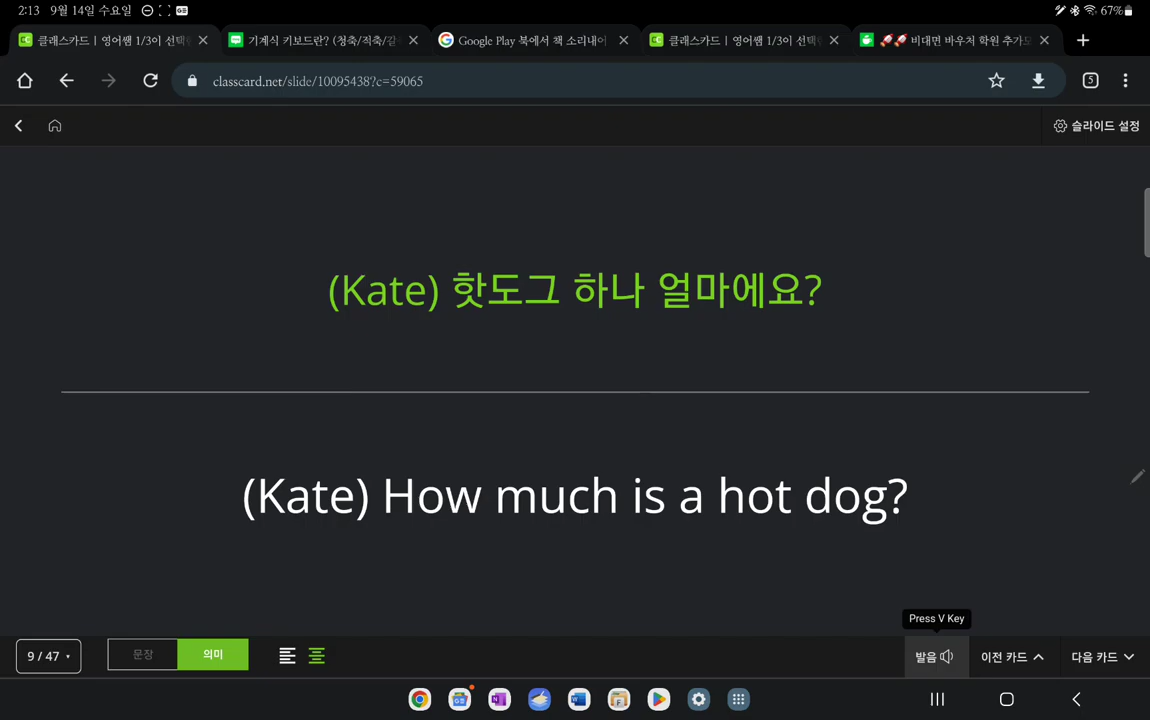 2:13 9월 14일 수요일
67%
클래스카드 | 영어쌤 1/3이 선택
기계식 키보드란? (청축/적축/갈
Google Play 북에서 책 소리내어
클래스카드 | 영어쌤 1/3이 선택
🚀🚀 비대면 바우처 학원 추가모
classcard.net/slide/10095438?c=59065
5
슬라이드 설정
(Kate) 핫도그 하나 얼마에요?
(Kate) How much is a hot dog?
Press V Key
9 / 47
문장
의미
발음
이전 카드
다음 카드